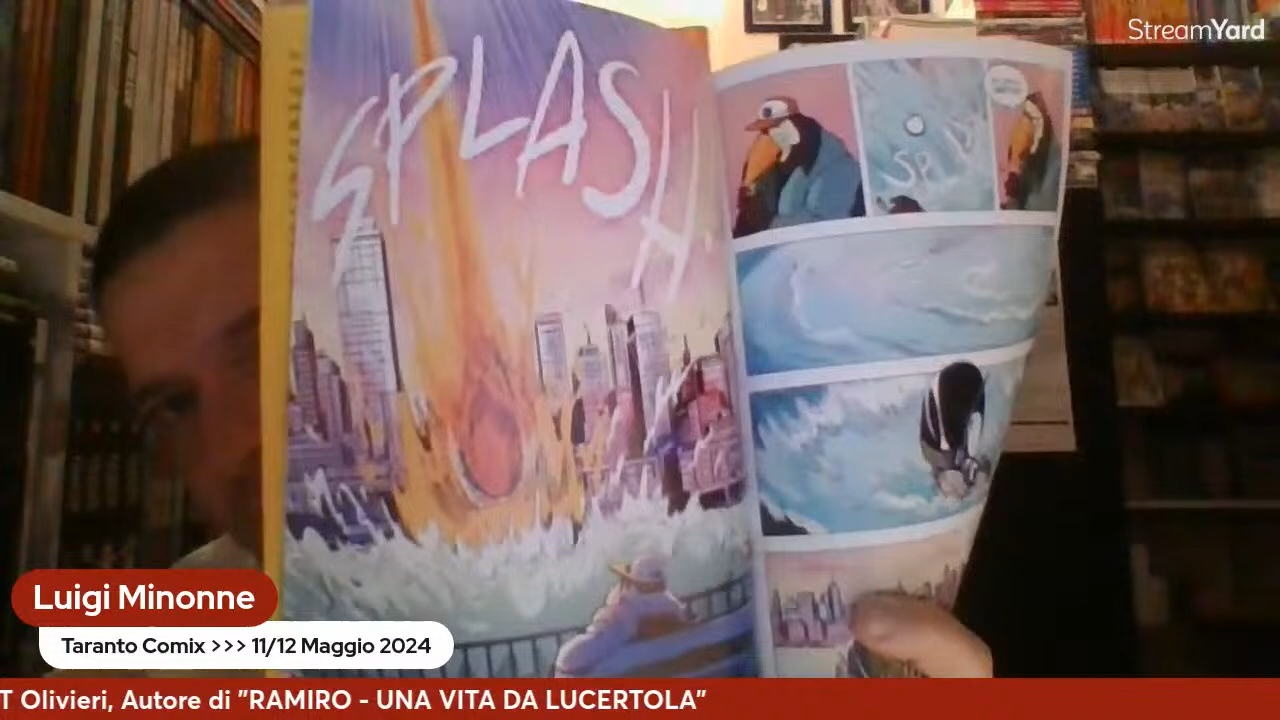 StreamYard
SPLASH
Luigi Minonne
Taranto Comix >>> 11/12 Maggio 2024
T Olivieri, Autore di "RAMIRO - UNA VITA DA LUCERTOLA"